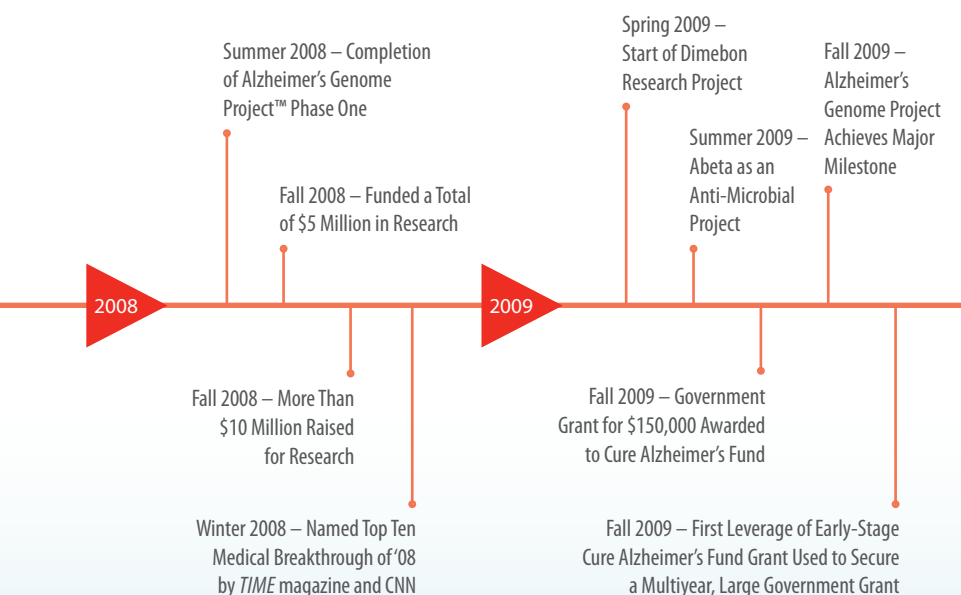 2008
Summer 2008 – Completion
of Alzheimer’s Genome
Project™ Phase One
Fall 2008 – Funded a Total
of $5 Million in Research
Fall 2008 – More Than
$10 Million Raised
for Research
Winter 2008 – Named Top Ten
Medical Breakthrough of ‘08
by TIME magazine and CNN
2009
Spring 2009 –
Start of Dimebon
Research Project
Summer 2009 –
Abeta as an
Anti-Microbial
Project
Fall 2009 – Government
Grant for $150,000 Awarded
to Cure Alzheimer’s Fund
Fall 2009 –
Alzheimer’s
Genome Project
Achieves Major
Milestone
Fall 2009 – First Leverage of Early-Stage
Cure Alzheimer’s Fund Grant Used to Secure
a Multiyear, Large Government Grant